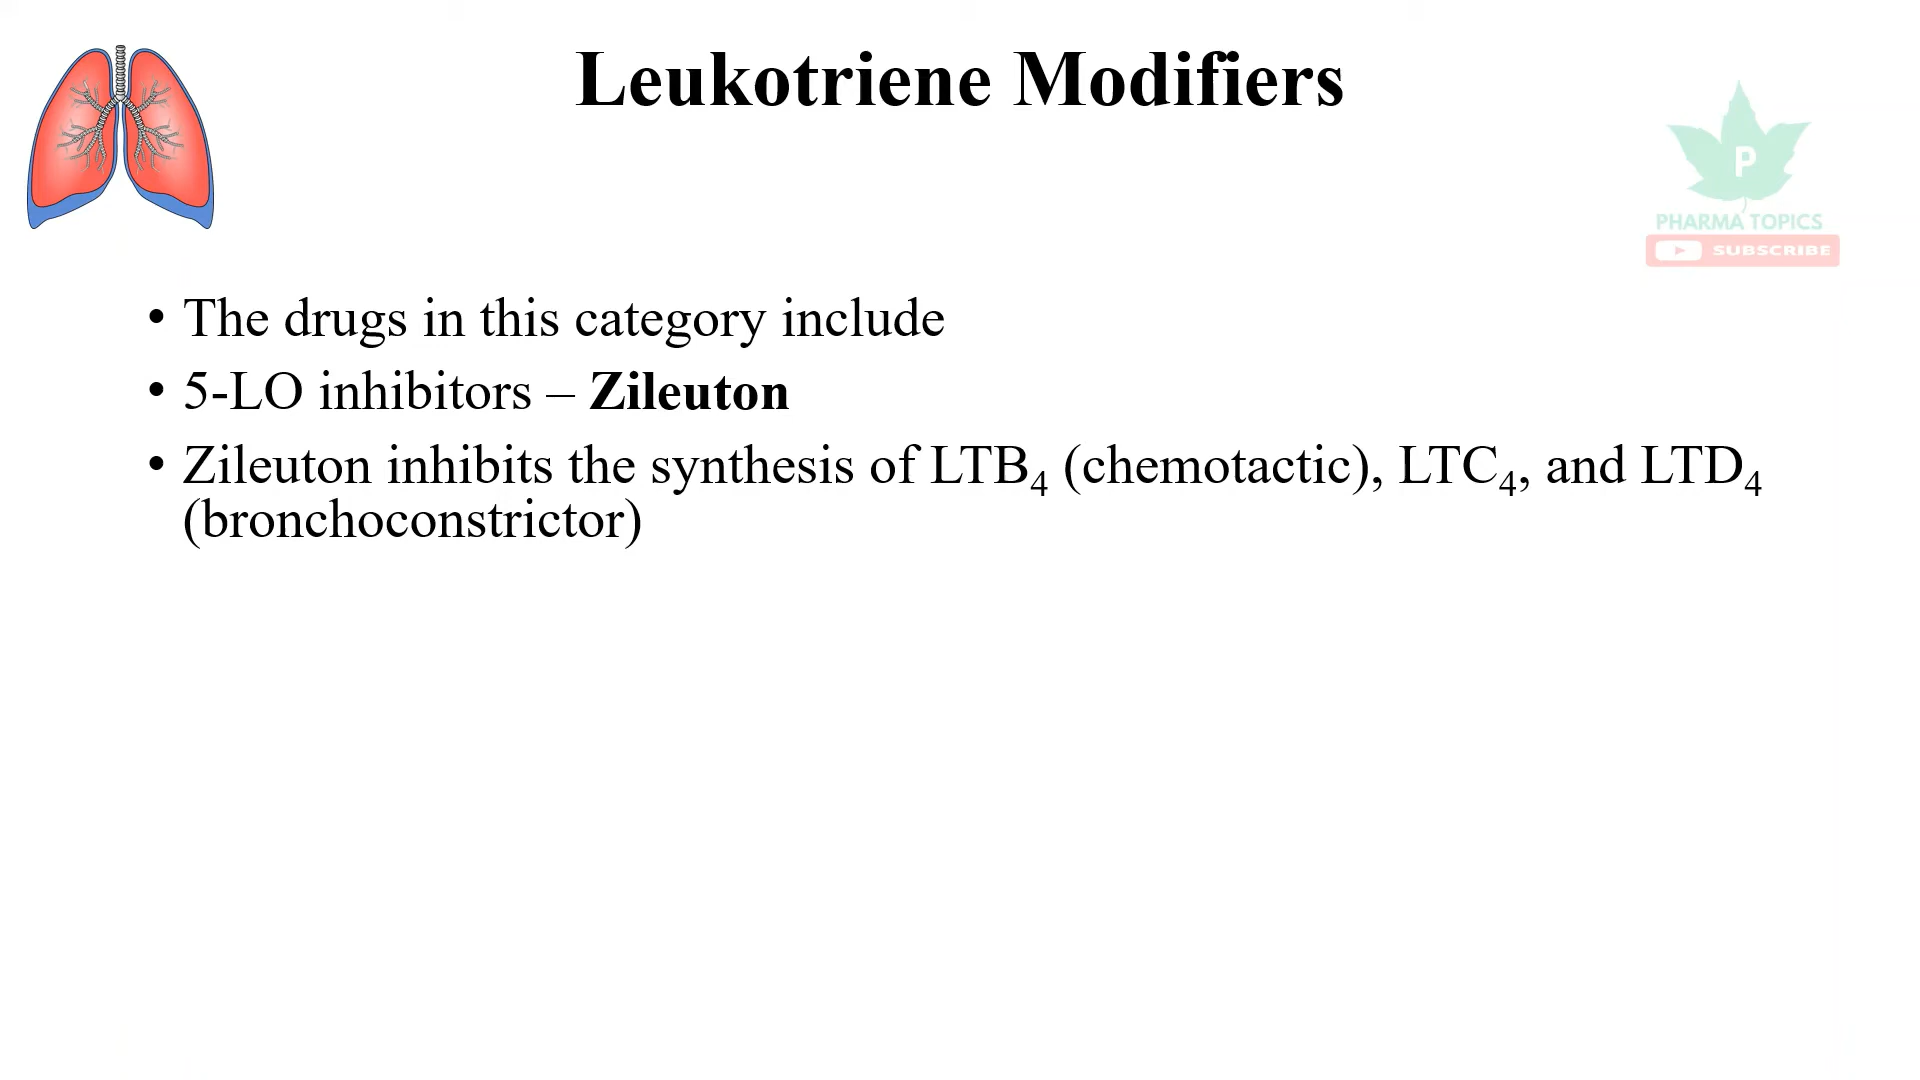 Leukotriene Modifiers
P
PHARMA TOPICS
SUBSCRIBE
• The drugs in this category include
• 5-LO inhibitors – Zileuton
• Zileuton inhibits the synthesis of LTB₄ (chemotactic), LTC₄, and LTD₄
(bronchoconstrictor)